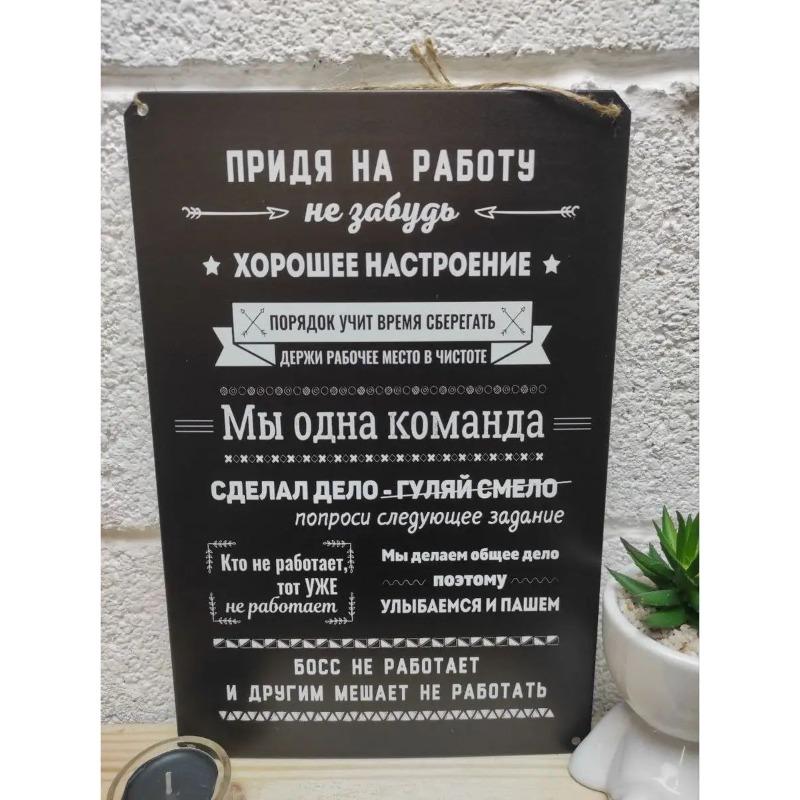 ПРИДЯ НА РАБОТУ
не забудь
ХОРОШЕЕ НАСТРОЕНИЕ
ПОРЯДОК УЧИТ ВРЕМЯ СБЕРЕГАТЬ
ДЕРЖИ РАБОЧЕЕ МЕСТО В ЧИСТОТЕ
Мы одна команда
СДЕЛАЛ ДЕЛО - ГУЛЯЙ СМЕЛО
попроси следующее задание
Кто не работает,
тот УЖЕ
не работает
Мы делаем общее дело
поэтому
УЛЫБАЕМСЯ И ПАШЕМ
БОСС НЕ РАБОТАЕТ
И ДРУГИМ МЕШАЕТ НЕ РАБОТАТЬ